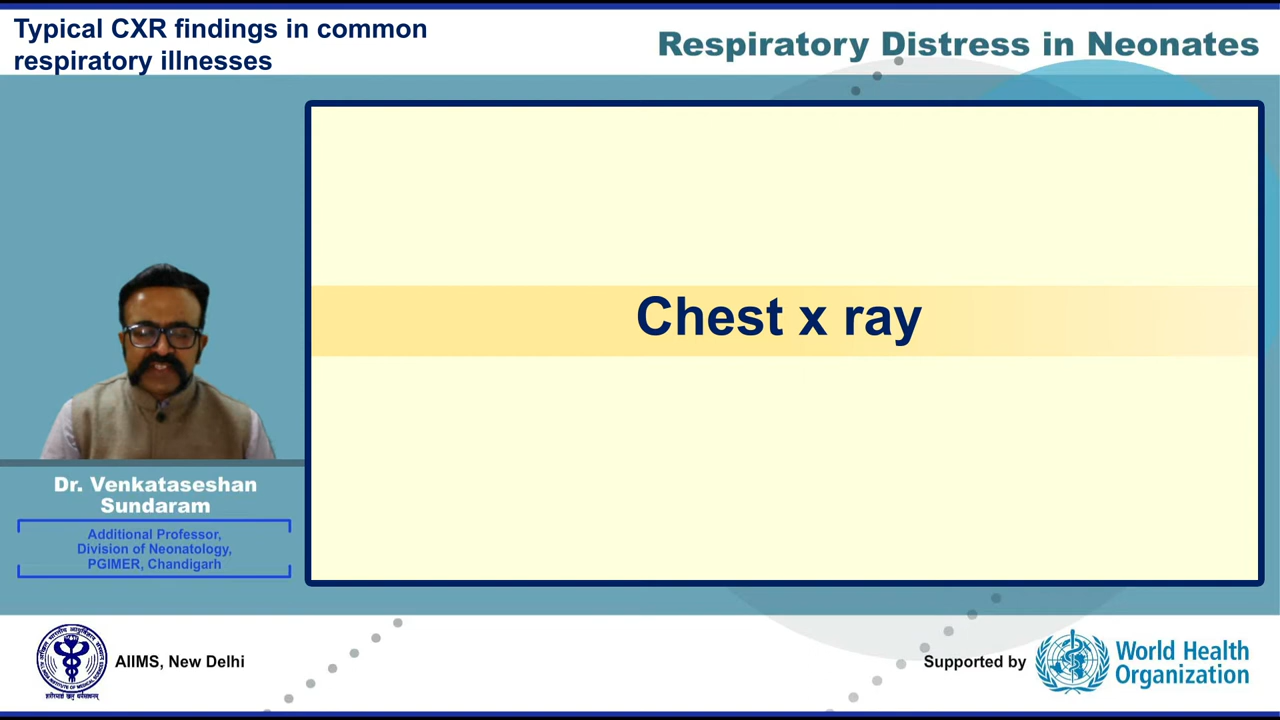 Typical CXR findings in common
respiratory illnesses
Respiratory Distress in Neonates
Chest x ray
Dr. Venkataseshan
Sundaram
Additional Professor,
Division of Neonatology,
PGIMER, Chandigarh
AIIMS, New Delhi
Supported by
World Health
Organization